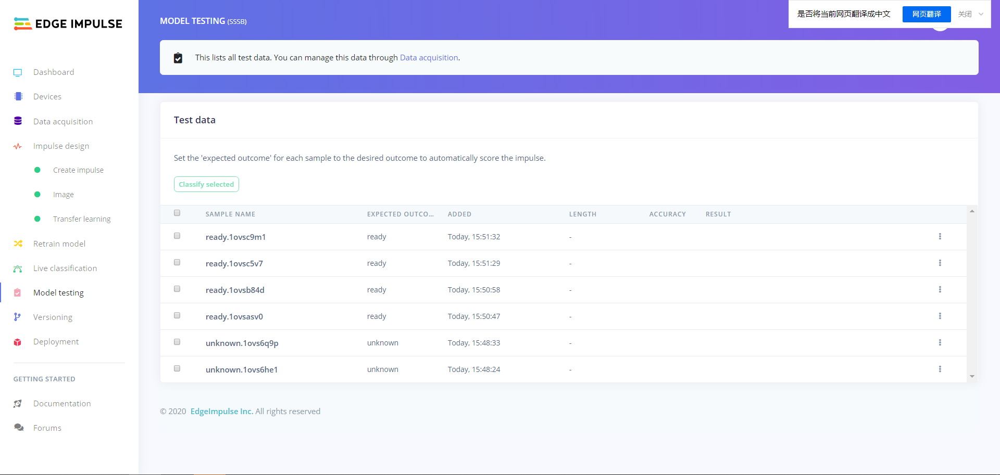 EDGE IMPULSE
Dashboard
Devices
Data acquisition
Impulse design
Create impulse
Image
Transfer learning
Retrain model
Live classification
Model testing
Versioning
Deployment
GETTING STARTED
Documentation
Forums
MODEL TESTING (SSSB)
是否将当前网页翻译成中文 网页翻译 关闭
This lists all test data. You can manage this data through Data acquisition.
Test data
Set the 'expected outcome' for each sample to the desired outcome to automatically score the impulse.
Classify selected
SAMPLE NAME EXPECTED OUTCO... ADDED LENGTH ACCURACY RESULT
ready.1ovsc9m1 ready Today, 15:51:32 -
ready.1ovsc5v7 ready Today, 15:51:29 -
ready.1ovsb84d ready Today, 15:50:58 -
ready.1ovsasv0 ready Today, 15:50:47 -
unknown.1ovs6q9p unknown Today, 15:48:33 -
unknown.1ovs6he1 unknown Today, 15:48:24 -
© 2020 EdgeImpulse Inc. All rights reserved